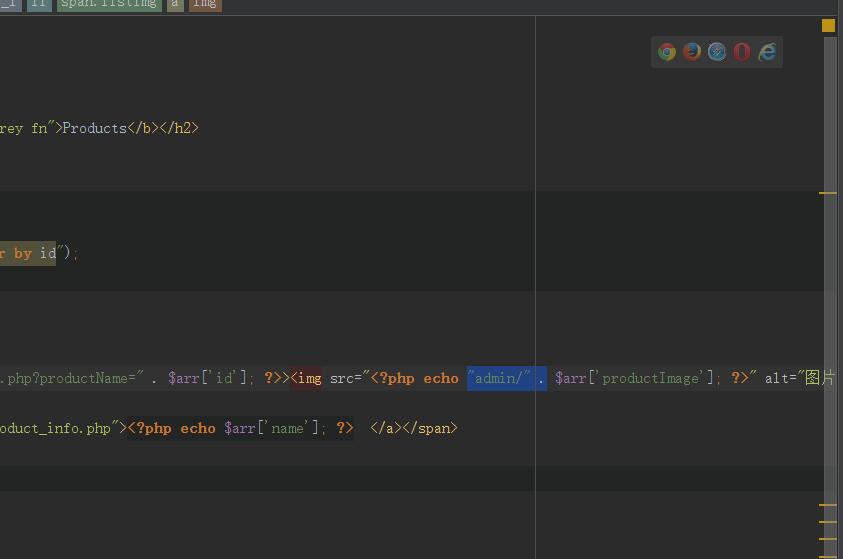 li span.listimg a img
rey fn">Products</b></h2>
r by id");
.php?productName=" . $arr['id']; ?>><img src="<?php echo "admin/" . $arr['productImage']; ?>" alt="图片
oduct_info.php"><?php echo $arr['name']; ?> </a></span>